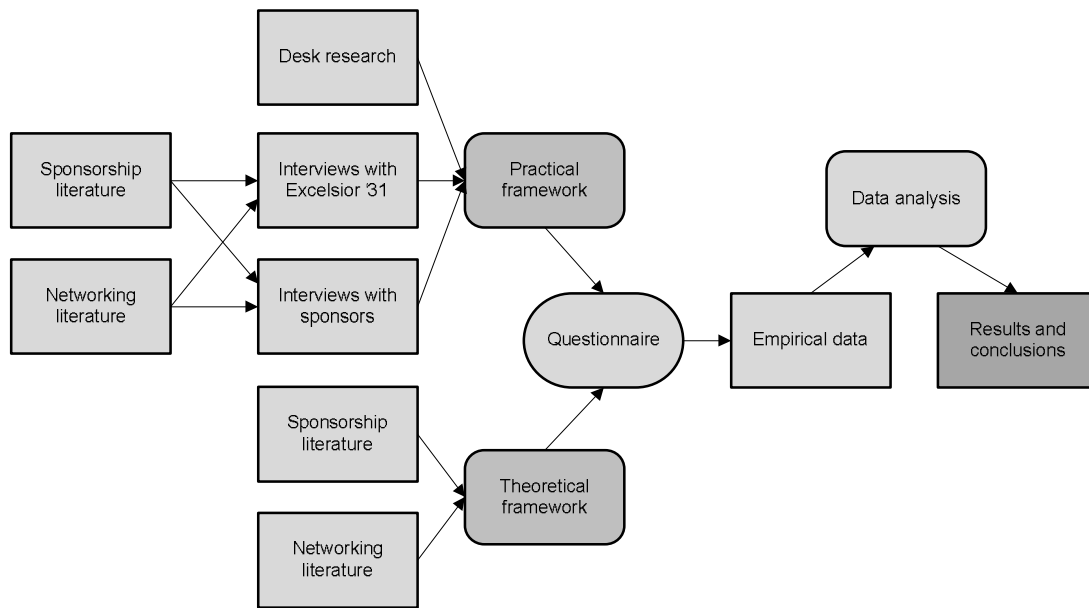 Desk research
Sponsorship
literature
Interviews with
Excelsior '31
Practical
framework
Data analysis
Networking
literature
Interviews with
sponsors
Questionnaire
Empirical data
Results and
conclusions
Sponsorship
literature
Theoretical
framework
Networking
literature